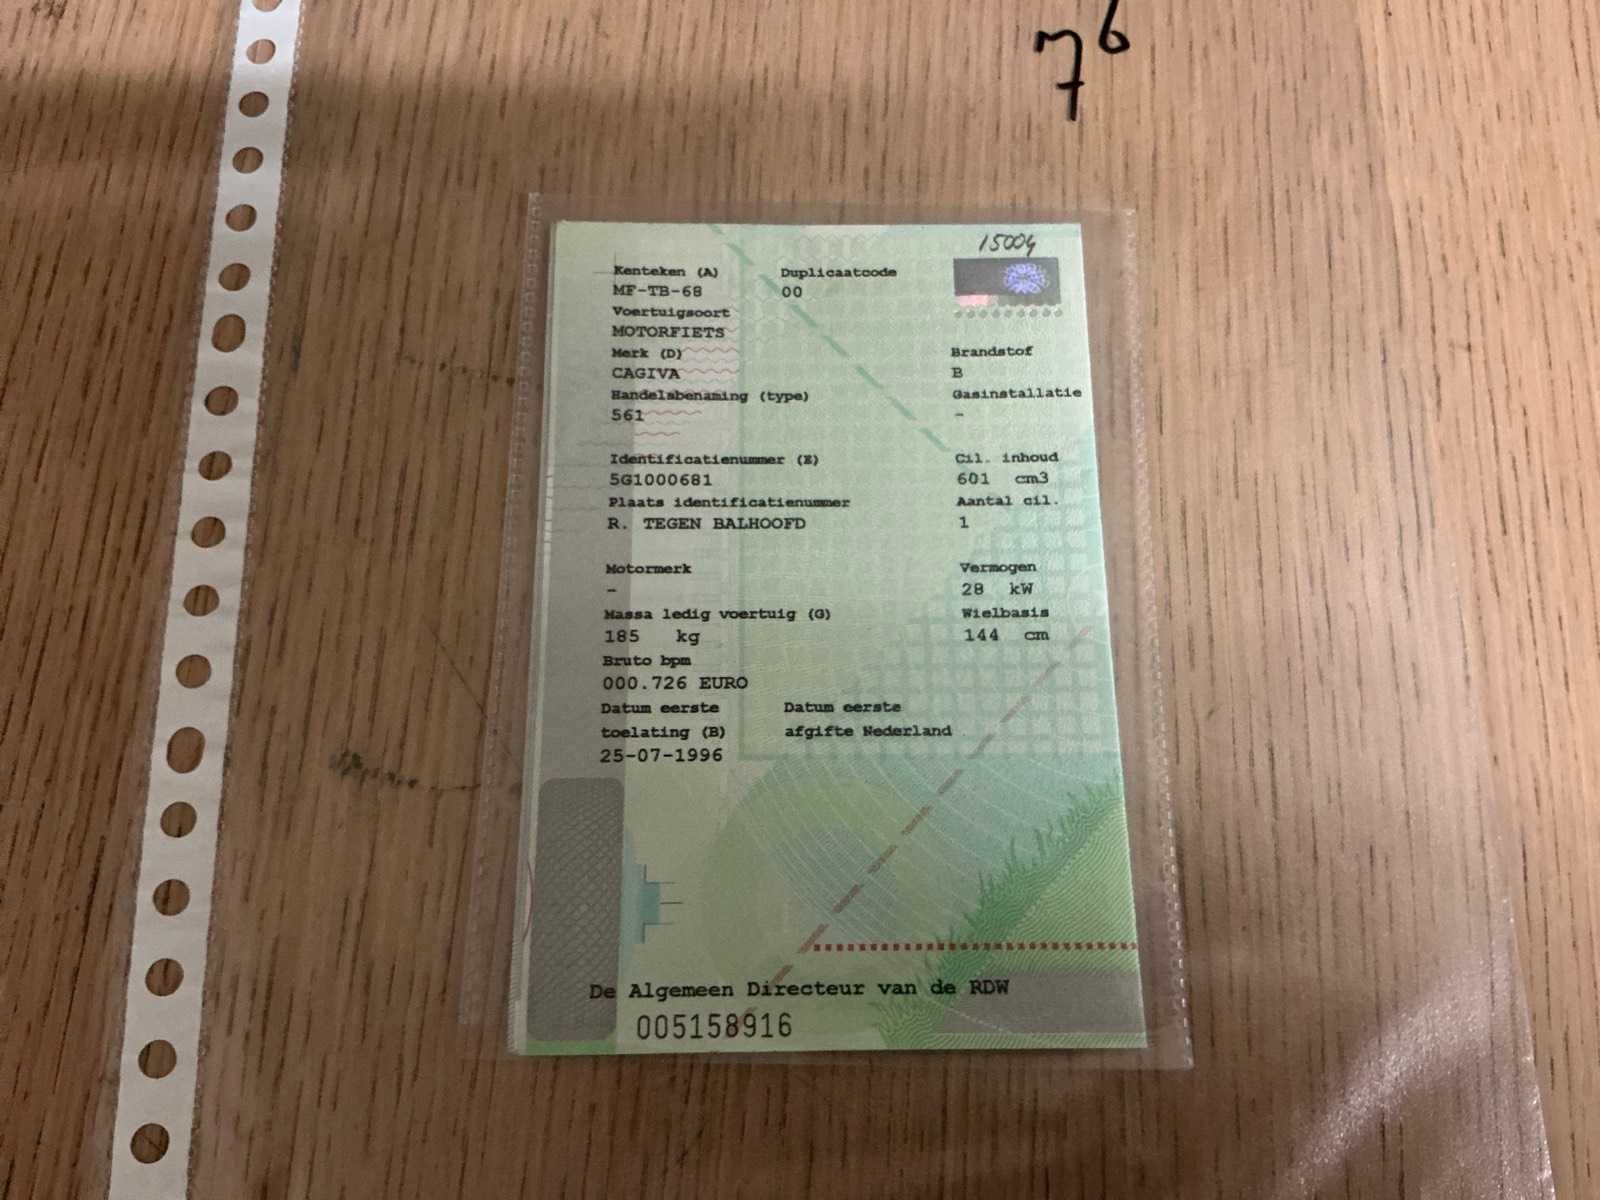 76
15004
Kenteken (A) Duplicaatcode
MF-TB-68 00
Voertuigsoort
MOTORFIETS
Merk (D) Brandstof
CAGIVA B
Handelsbenaming (type) Gasinstallatie
561 -
Identificatienummer (E) Cil. inhoud
5G1000681 601 cm3
Plaats identificatienummer Aantal cil.
R. TEGEN BALHOOFD 1
Motormerk Vermogen
- 28 kW
Massa ledig voertuig (G) Wielbasis
185 kg 144 cm
Bruto bpm
000.726 EURO
Datum eerste Datum eerste
toelating (B) afgifte Nederland
25-07-1996
De Algemeen Directeur van de RDW
005158916